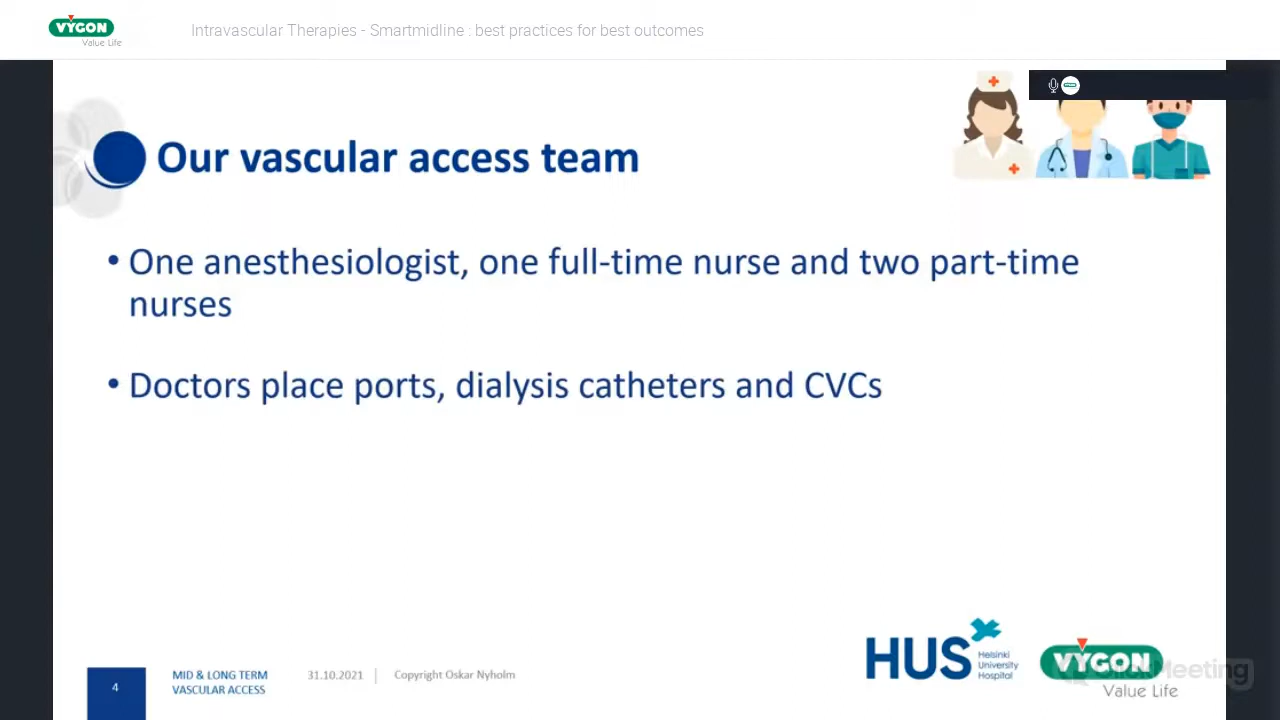 VYGON
Value Life
Intravascular Therapies - Smartmidline : best practices for best outcomes
Our vascular access team
• One anesthesiologist, one full-time nurse and two part-time
nurses
• Doctors place ports, dialysis catheters and CVCs
4
MID & LONG TERM
VASCULAR ACCESS
31.10.2021
Copyright Oskar Nyholm
HUS
Helsinki
University
Hospital
VYGON
Value Life
ClickMeeting